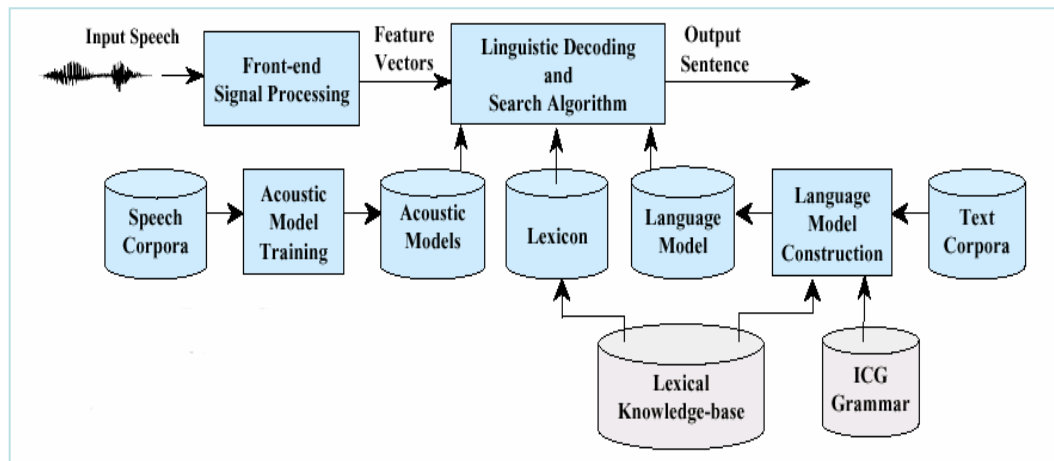 Input Speech
Front-end
Signal Processing
Feature
Vectors
Linguistic Decoding
and
Search Algorithm
Output
Sentence
Speech
Corpora
Acoustic
Model
Training
Acoustic
Models
Lexicon
Language
Model
Language
Model
Construction
Text
Corpora
Lexical
Knowledge-base
ICG
Grammar